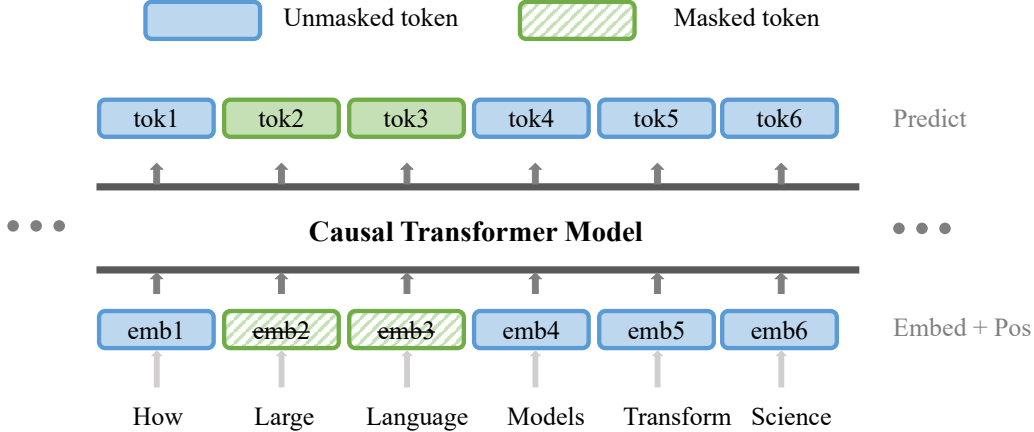 Unmasked token Masked token
tok1 tok2 tok3 tok4 tok5 tok6 Predict
Causal Transformer Model
emb1 emb2 emb3 emb4 emb5 emb6 Embed + Pos
How Large Language Models Transform Science